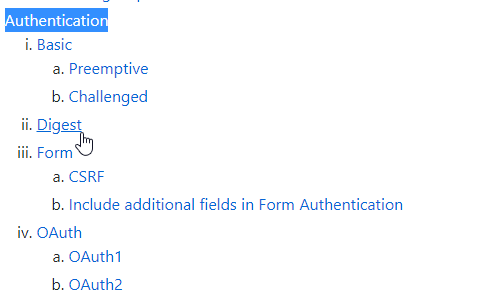 Authentication
i. Basic
a. Preemptive
b. Challenged
ii. Digest
iii. Form
a. CSRF
b. Include additional fields in Form Authentication
iv. OAuth
a. OAuth1
b. OAuth2